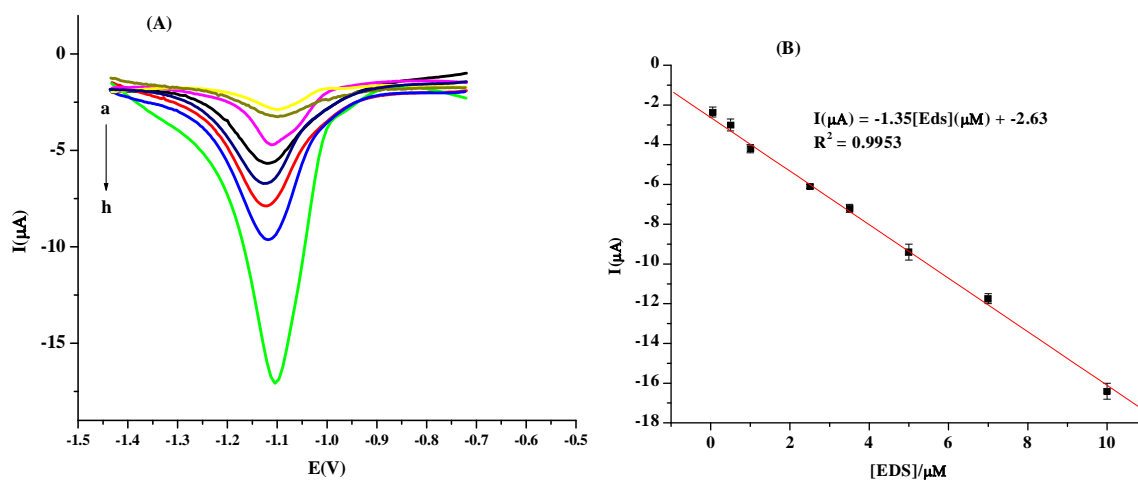 (A)
0
-5
-10
-15
I(μA)
a
h
-1.5 -1.4 -1.3 -1.2 -1.1 -1.0 -0.9 -0.8 -0.7 -0.6 -0.5
E(V)
(B)
0
-2
-4
-6
-8
-10
-12
-14
-16
-18
I(μA)
I(μA) = -1.35[Eds](μM) + -2.63
R² = 0.9953
0 2 4 6 8 10
[EDS]/μM